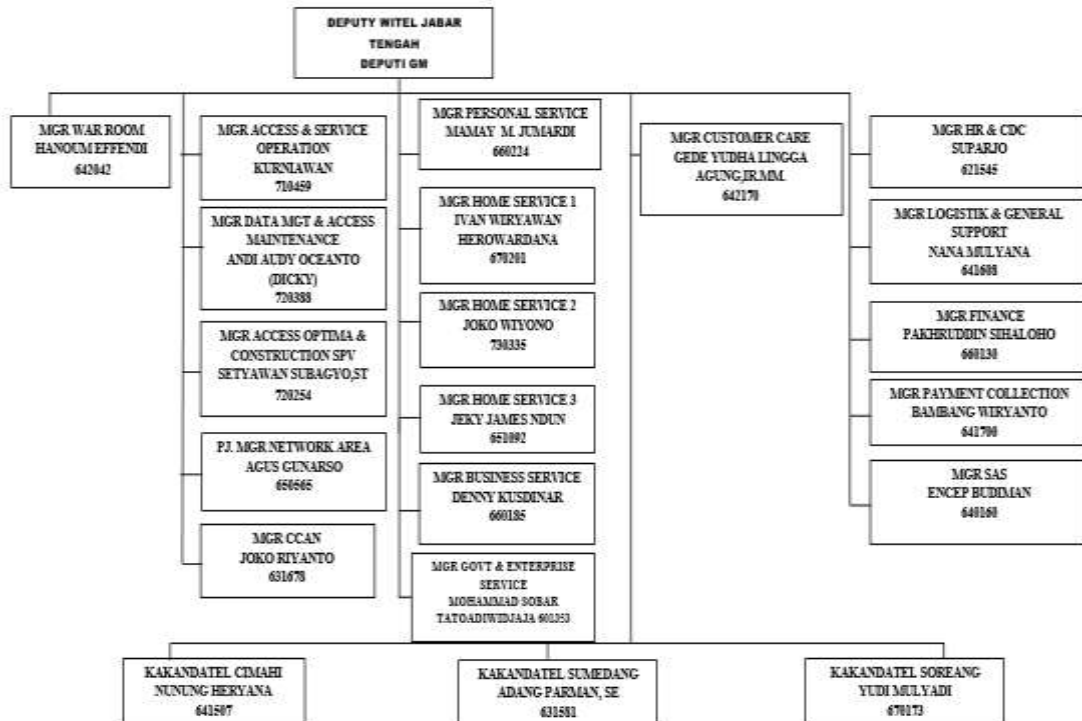 DEPUTY WITEL JABAR
TENGAH
DEPUTI GM
MGR WAR ROOM
HANOUM EFFENDI
642042
MGR ACCESS & SERVICE
OPERATION
KURNIAWAN
710459
MGR DATA MGT & ACCESS
MAINTENANCE
ANDI AUDY OCEANTO
(DICKY)
720388
MGR ACCESS OPTIMA &
CONSTRUCTION SPV
SETYAWAN SUBAGYO,ST
720254
PJ. MGR NETWORK AREA
AGUS GUNARSO
650505
MGR CCAN
JOKO RIYANTO
631678
MGR PERSONAL SERVICE
MAMAY M. JUMARDI
660224
MGR HOME SERVICE 1
IVAN WIRYAWAN
HEROWARDANA
670201
MGR HOME SERVICE 2
JOKO WIYONO
730335
MGR HOME SERVICE 3
JEKY JAMES NDUN
651092
MGR BUSINESS SERVICE
DENNY KUSDINAR
660185
MGR GOVT & ENTERPRISE
SERVICE
MOHAMMAD SOBAR
TATOADIWIDJAJA 601353
MGR CUSTOMER CARE
GEDE YUDHA LINGGA
AGUNG,IR.MM.
642170
MGR HR & CDC
SUPARJO
621545
MGR LOGISTIK & GENERAL
SUPPORT
NANA MULYANA
641608
MGR FINANCE
PAKHRUDDIN SIHALOHO
660130
MGR PAYMENT COLLECTION
BAMBANG WIRYANTO
641700
MGR SAS
ENCEP BUDIMAN
640160
KAKANDATEL CIMAHI
NUNUNG HERYANA
641507
KAKANDATEL SUMEDANG
ADANG PARMAN, SE
631581
KAKANDATEL SOREANG
YUDI MULYADI
670173